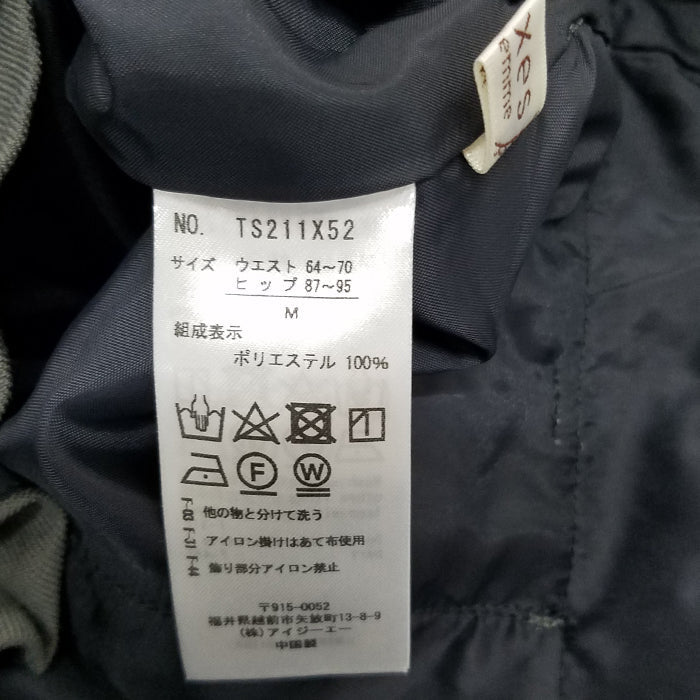 xes
emme
NO. TS211X52
サイズ ウエスト 64～70
ヒップ 87～95
M
組成表示
ポリエステル 100%
F
W
他の物と分けて洗う
アイロン掛けはあて布使用
飾り部分アイロン禁止
〒915-0052
福井県越前市矢放町13-8-9
(株)アイジーエー
中国製